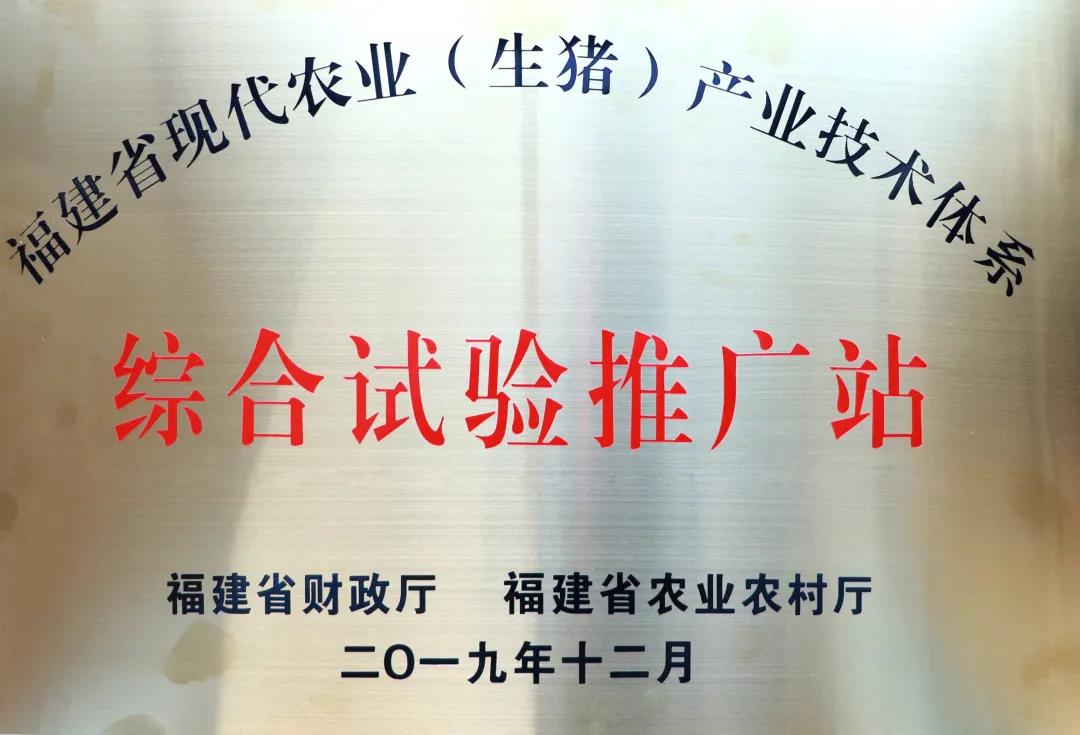 福建省现代农业（生猪）产业技术体系
综合试验推广站
福建省财政厅 福建省农业农村厅
二〇一九年十二月